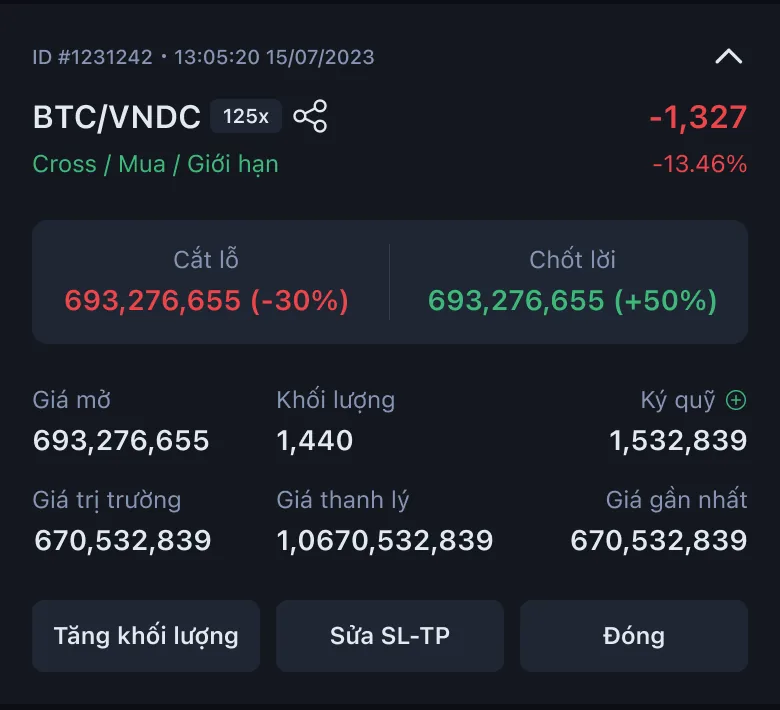 ID #1231242 • 13:05:20 15/07/2023
BTC/VNDC 125x -1,327
Cross / Mua / Giới hạn -13.46%
Cắt lỗ Chốt lời
693,276,655 (-30%) 693,276,655 (+50%)
Giá mở Khối lượng Ký quỹ
693,276,655 1,440 1,532,839
Giá trị trường Giá thanh lý Giá gần nhất
670,532,839 1,0670,532,839 670,532,839
Tăng khối lượng Sửa SL-TP Đóng